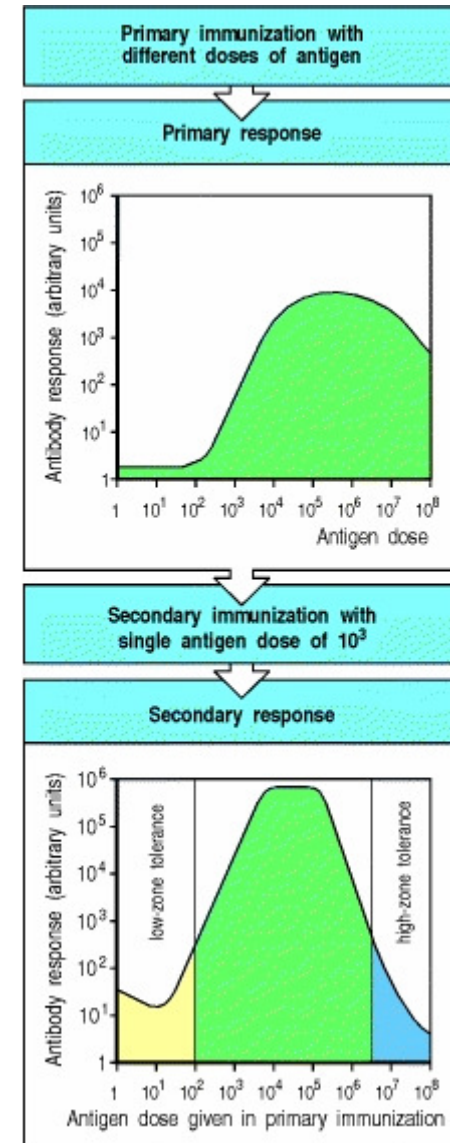 Primary immunization with
different doses of antigen
Primary response
Antibody response (arbitrary units)
10⁶
10⁵
10⁴
10³
10²
10¹
1
1 10¹ 10² 10³ 10⁴ 10⁵ 10⁶ 10⁷ 10⁸
Antigen dose
Secondary immunization with
single antigen dose of 10³
Secondary response
Antibody response (arbitrary units)
10⁶
10⁵
10⁴
10³
10²
10¹
1
low-zone tolerance
high-zone tolerance
1 10¹ 10² 10³ 10⁴ 10⁵ 10⁶ 10⁷ 10⁸
Antigen dose given in primary immunization